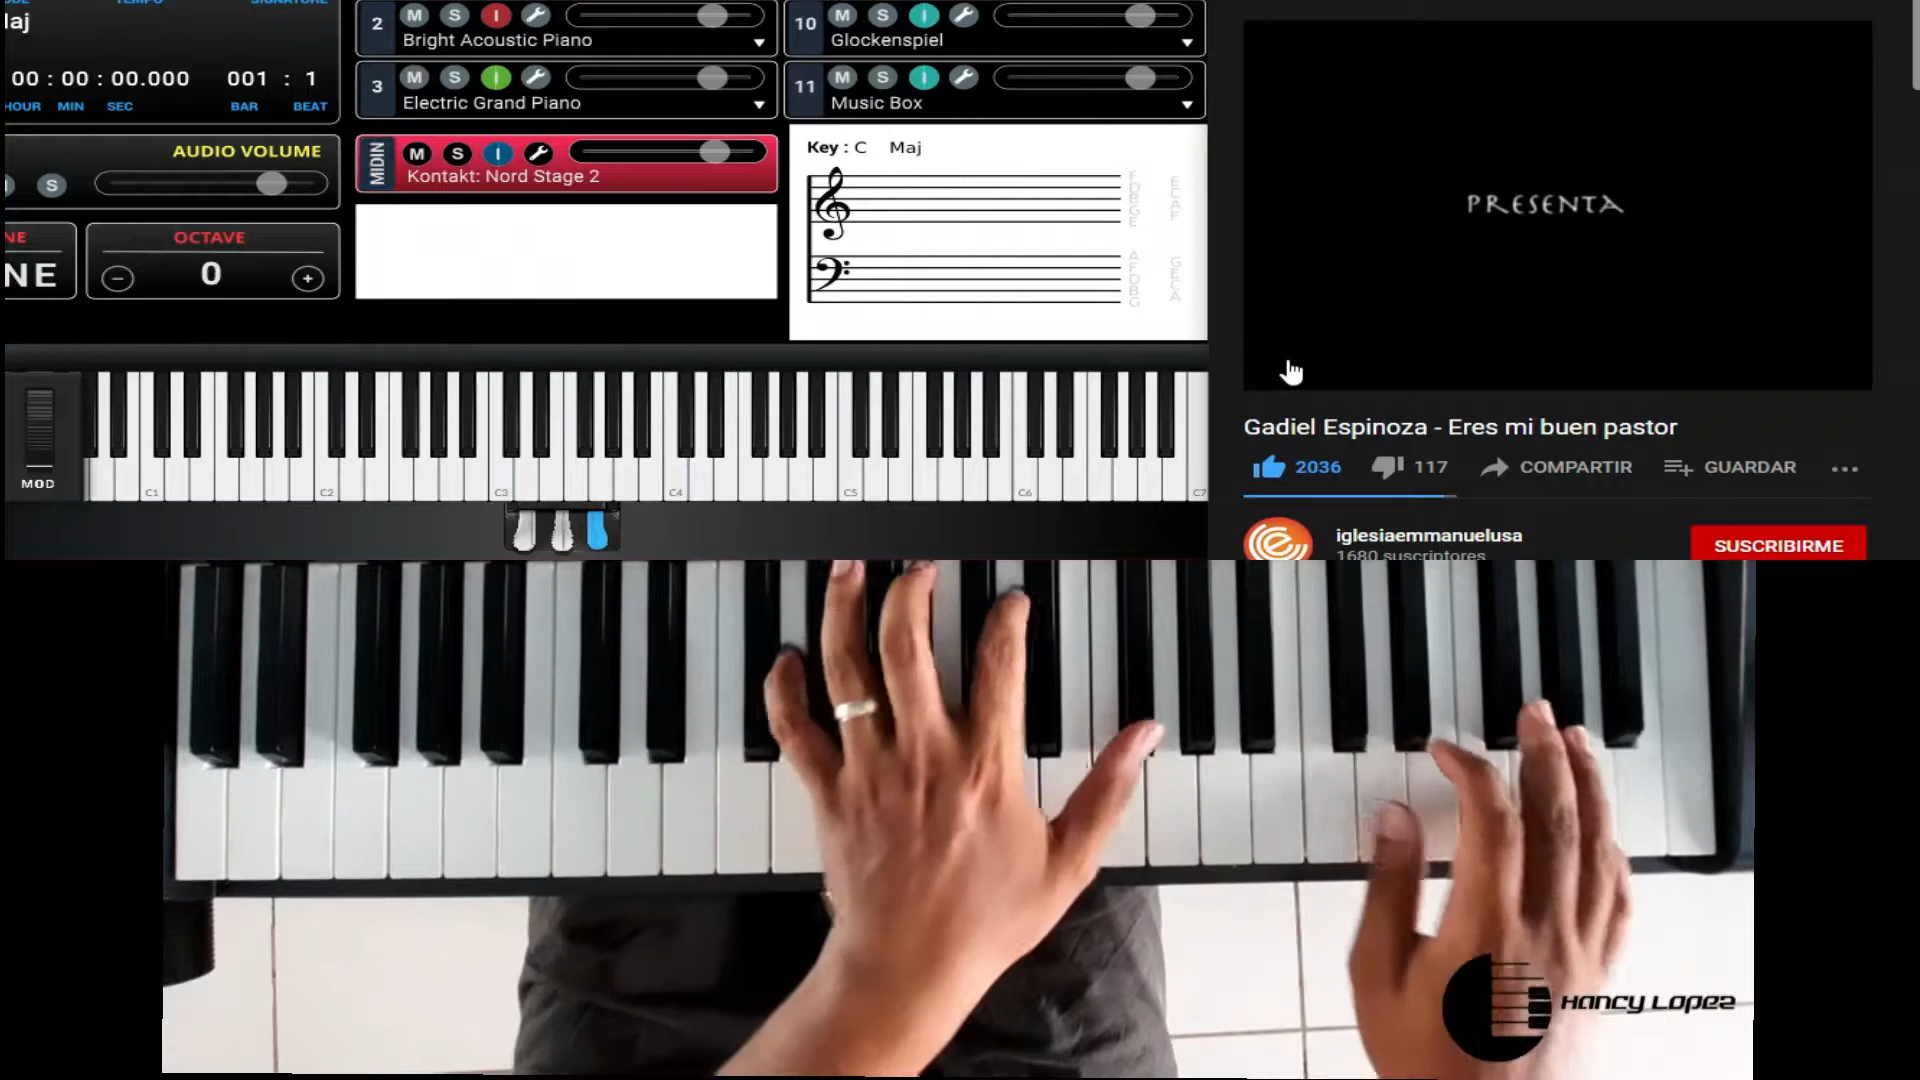 TEMPO
SIGNATURE
00 : 00 : 00.000
001 : 1
HOUR MIN SEC
BAR BEAT
AUDIO VOLUME
S
OCTAVE
0
MOD
2 M S I
Bright Acoustic Piano
3 M S I
Electric Grand Piano
MIDIN M S I
Kontakt: Nord Stage 2
10 M S I
Glockenspiel
11 M S I
Music Box
Key : C Maj
F D B G E
E C A F
A F D B G
G E C A
C1 C2 C3 C4 C5 C6 C7
PRESENTA
Gadiel Espinoza - Eres mi buen pastor
2036 117 COMPARTIR GUARDAR
iglesiaemmanuelusa
1680 suscriptores
SUSCRIBIRME
HANCY LOPEZ